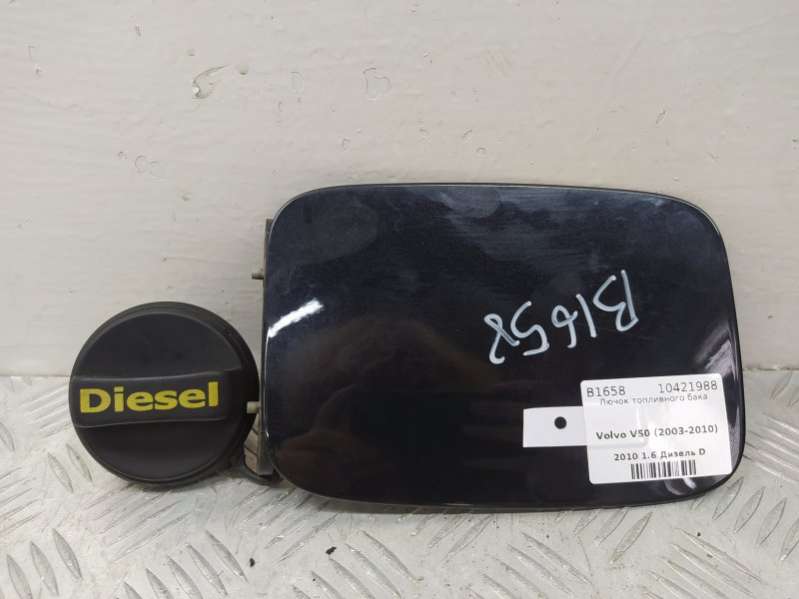 B1658
Diesel
B1658 10421988
Лючок топливного бака
Volvo V50 (2003-2010)
2010 1.6 Дизель D